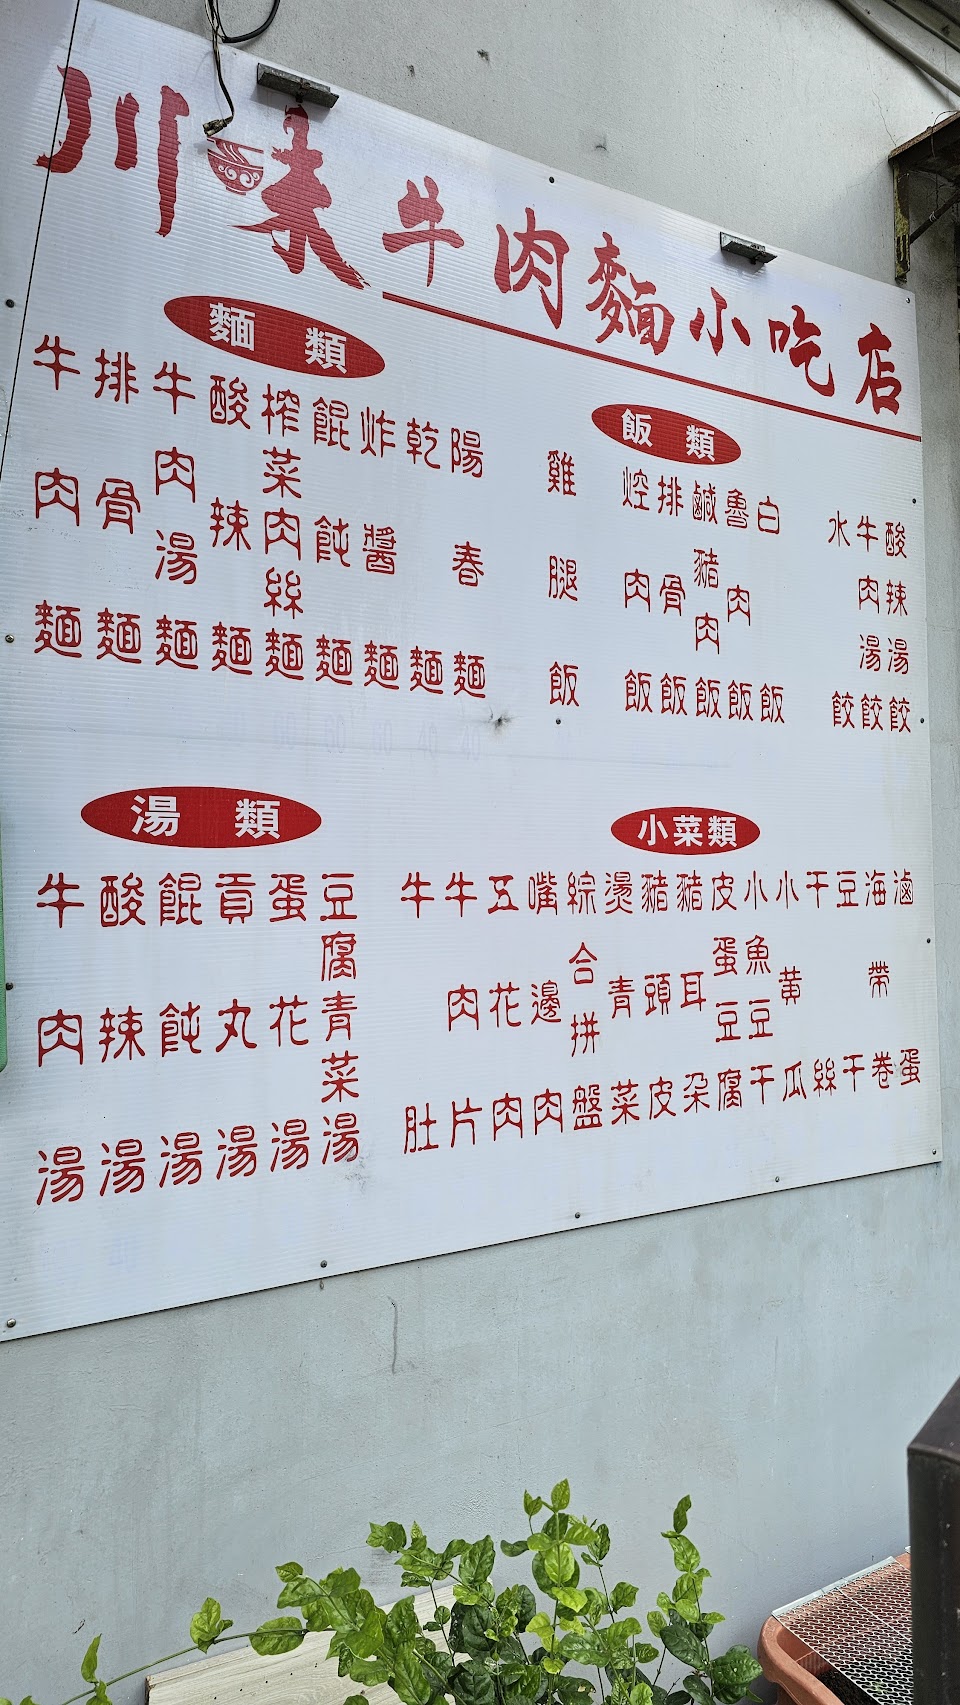 川味牛肉麵小吃店
麵類
牛肉麵
排骨麵
牛肉湯麵
酸辣麵
榨菜肉絲麵
餛飩麵
炸醬麵
乾麵
陽春麵
飯類
雞腿飯
焢肉飯
排骨飯
鹹豬肉飯
魯肉飯
白飯
水餃
牛肉湯餃
酸辣湯餃
湯類
牛肉湯
酸辣湯
餛飩湯
貢丸湯
蛋花湯
豆腐青菜湯
小菜類
牛肚
牛肉片
五花肉
嘴邊肉
綜合拼盤
燙青菜
豬頭皮
豬耳朵
皮蛋豆腐
小魚豆干
小黃瓜
干絲
豆干
海帶卷
滷蛋